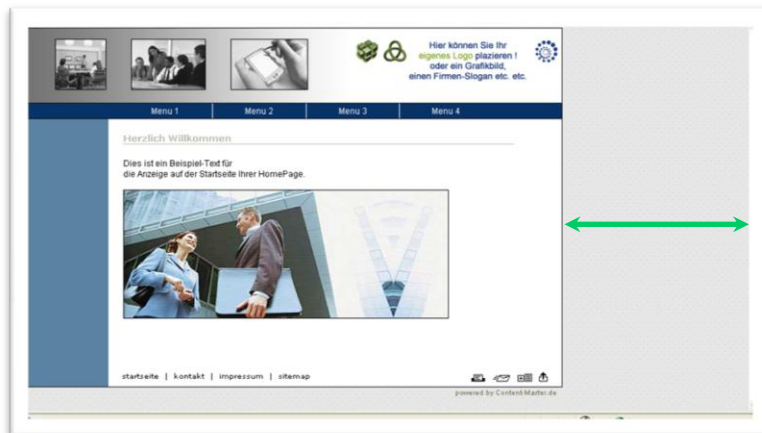 Hier können Sie Ihr
eigenes Logo plazieren !
oder ein Grafikbild,
einen Firmen-Slogan etc. etc.
Menu 1
Menu 2
Menu 3
Menu 4
Herzlich Willkommen
Dies ist ein Beispiel-Text für
die Anzeige auf der Startseite Ihrer HomePage.
startseite | kontakt | impressum | sitemap
powered by Content-Master.de